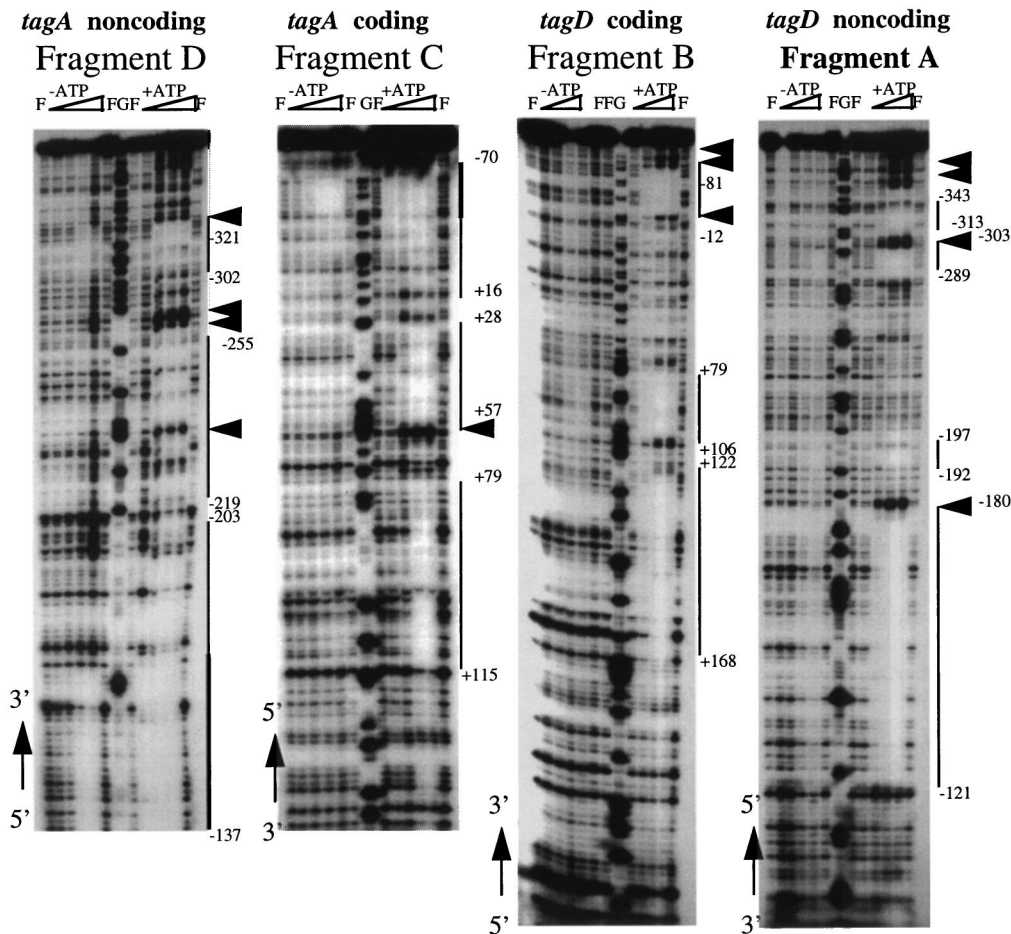 tagA noncoding
Fragment D
F -ATP FGF +ATP F
-321
-302
-255
-219
-203
-137
3’
5’
tagA coding
Fragment C
-ATP F GF +ATP F
-70
+16
+28
+57
+79
+115
5’
3’
tagD coding
Fragment B
F -ATP FFG +ATP F
-81
-12
+79
+106
+122
+168
3’
5’
tagD noncoding
Fragment A
F -ATP FGF +ATP F
-343
-313
-303
-289
-197
-192
-180
-121
5’
3’